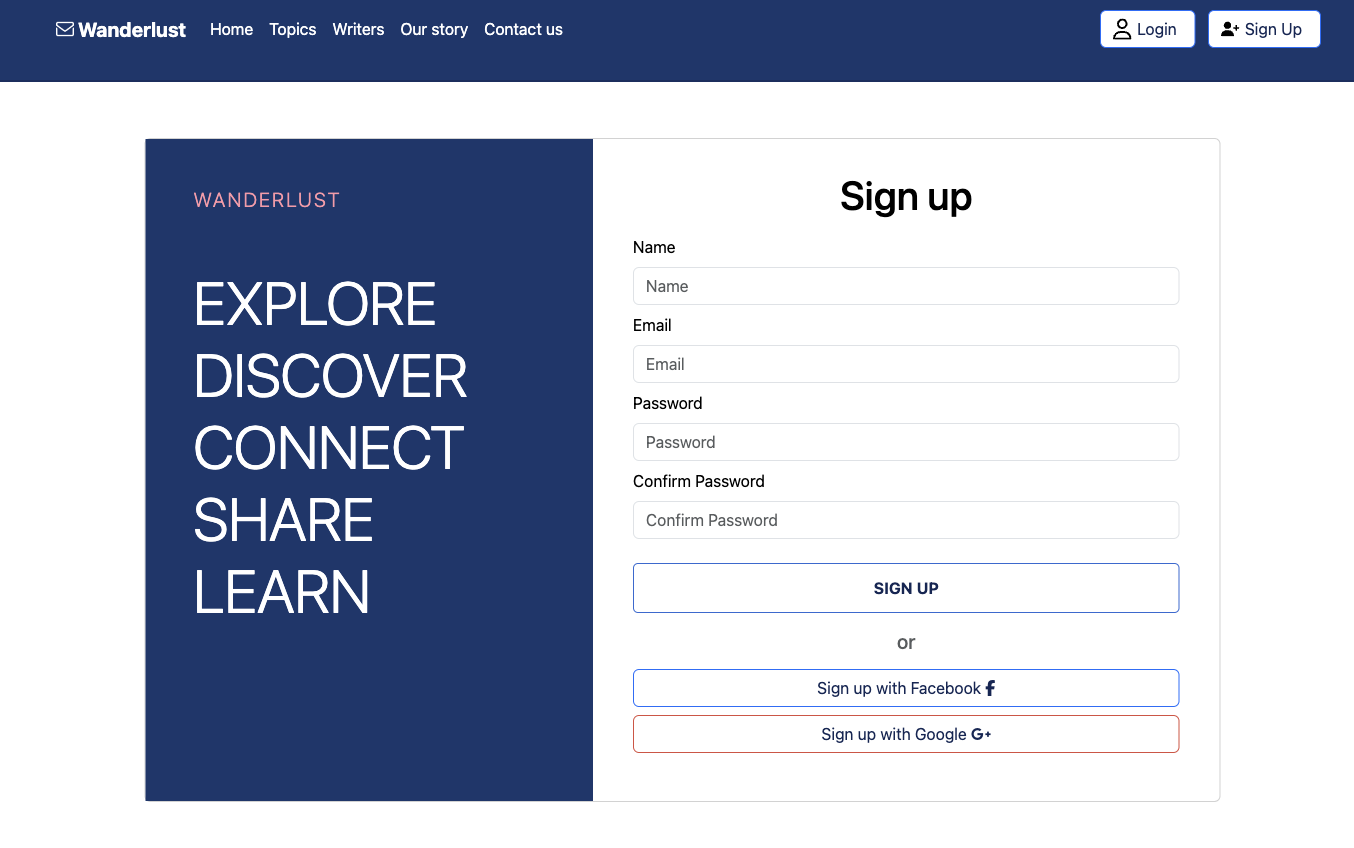 Wanderlust Home Topics Writers Our story Contact us Login Sign Up
WANDERLUST
EXPLORE
DISCOVER
CONNECT
SHARE
LEARN
Sign up
Name
Name
Email
Email
Password
Password
Confirm Password
Confirm Password
SIGN UP
or
Sign up with Facebook
Sign up with Google G+